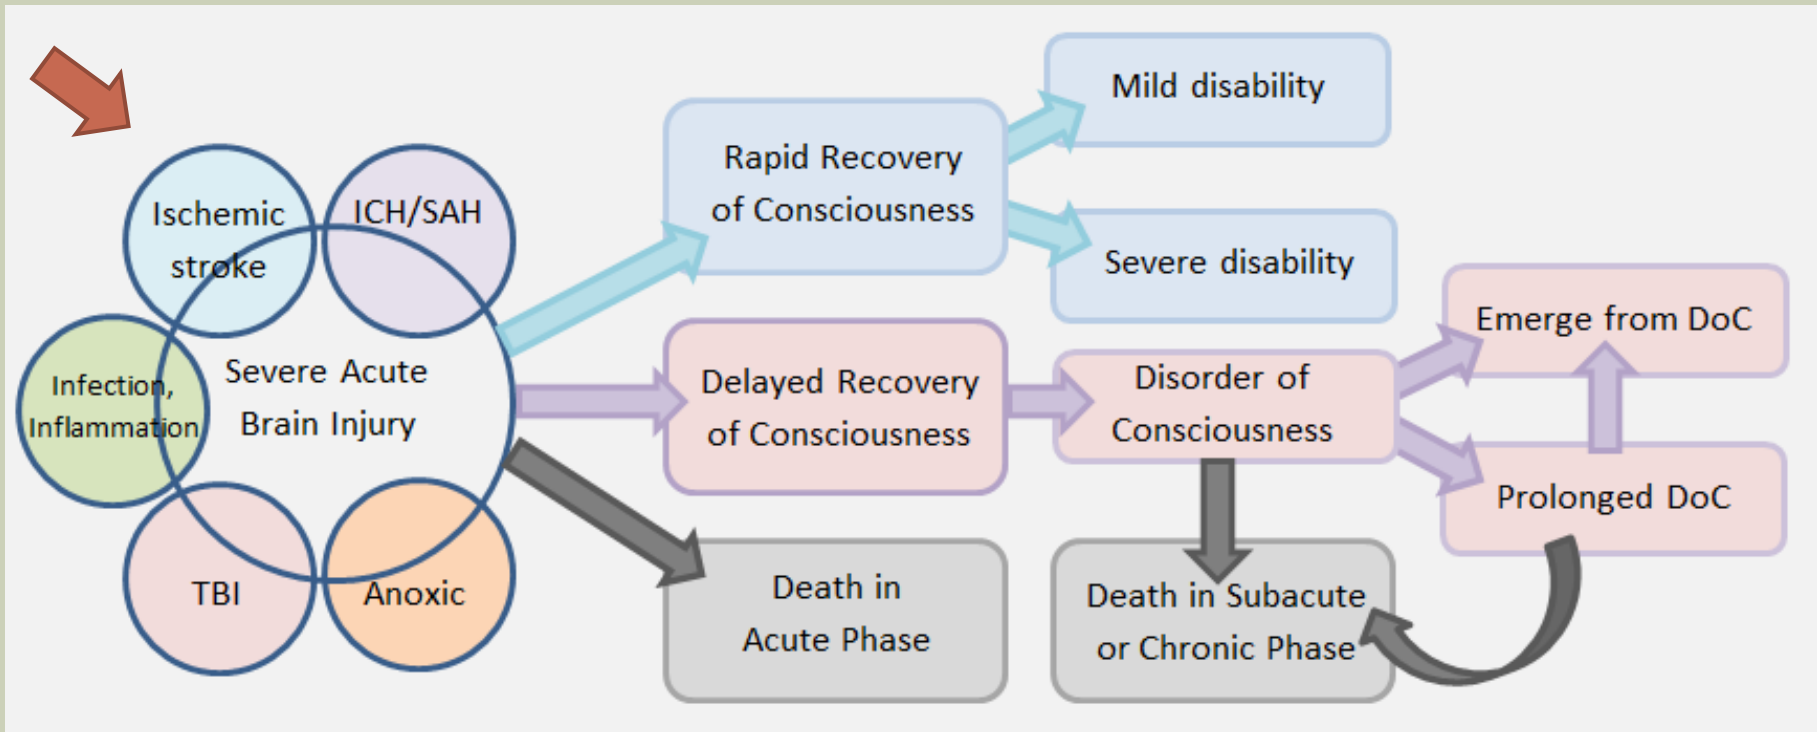 Ischemic
stroke
ICH/SAH
Infection,
Inflammation
Severe Acute
Brain Injury
TBI
Anoxic
Rapid Recovery
of Consciousness
Mild disability
Severe disability
Delayed Recovery
of Consciousness
Disorder of
Consciousness
Emerge from DoC
Prolonged DoC
Death in
Acute Phase
Death in Subacute
or Chronic Phase